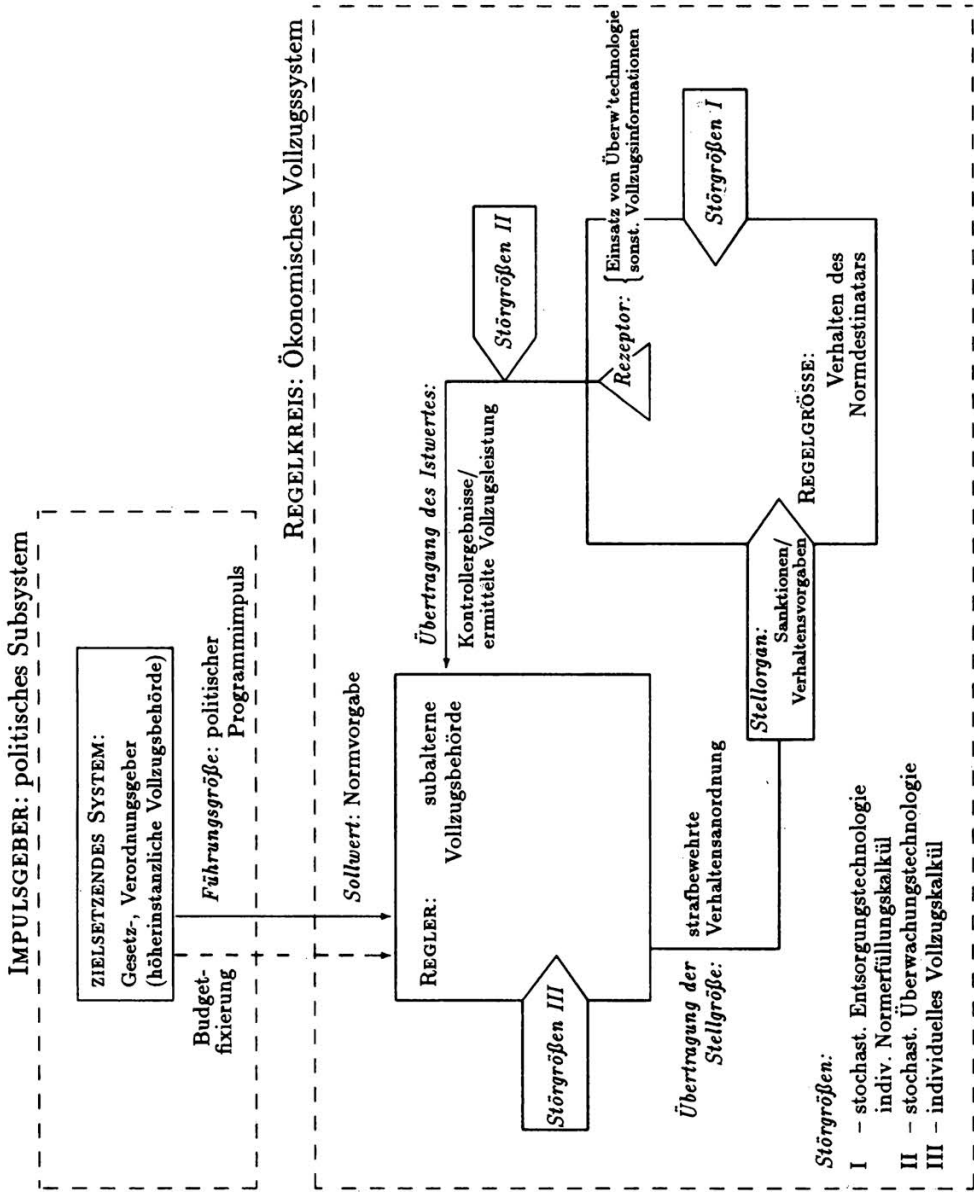 IMPULSGEBER: politisches Subsystem
ZIELSETZENDES SYSTEM:
Gesetz-, Verordnungsgeber
(höherinstanzliche Vollzugsbehörde)
Budget-
fixierung
Führungsgröße: politischer
Programmimpuls
REGELKREIS: Ökonomisches Vollzugssystem
Sollwert: Normvorgabe
REGLER: subalterne
Vollzugsbehörde
Störgrößen III
Übertragung des Istwertes:
Kontrollergebnisse/
ermittelte Vollzugsleistung
Störgrößen II
Rezeptor:
Einsatz von Überw'technologie
sonst. Vollzugsinformationen
Störgrößen I
REGELGRÖSSE:
Verhalten des
Normdestinatars
Stellorgan:
Sanktionen/
Verhaltensvorgaben
Übertragung der
Stellgröße:
strafbewehrte
Verhaltensanordnung
Störgrößen:
I – stochast. Entsorgungstechnologie
indiv. Normerfüllungskalkül
II – stochast. Überwachungstechnologie
III – individuelles Vollzugskalkül